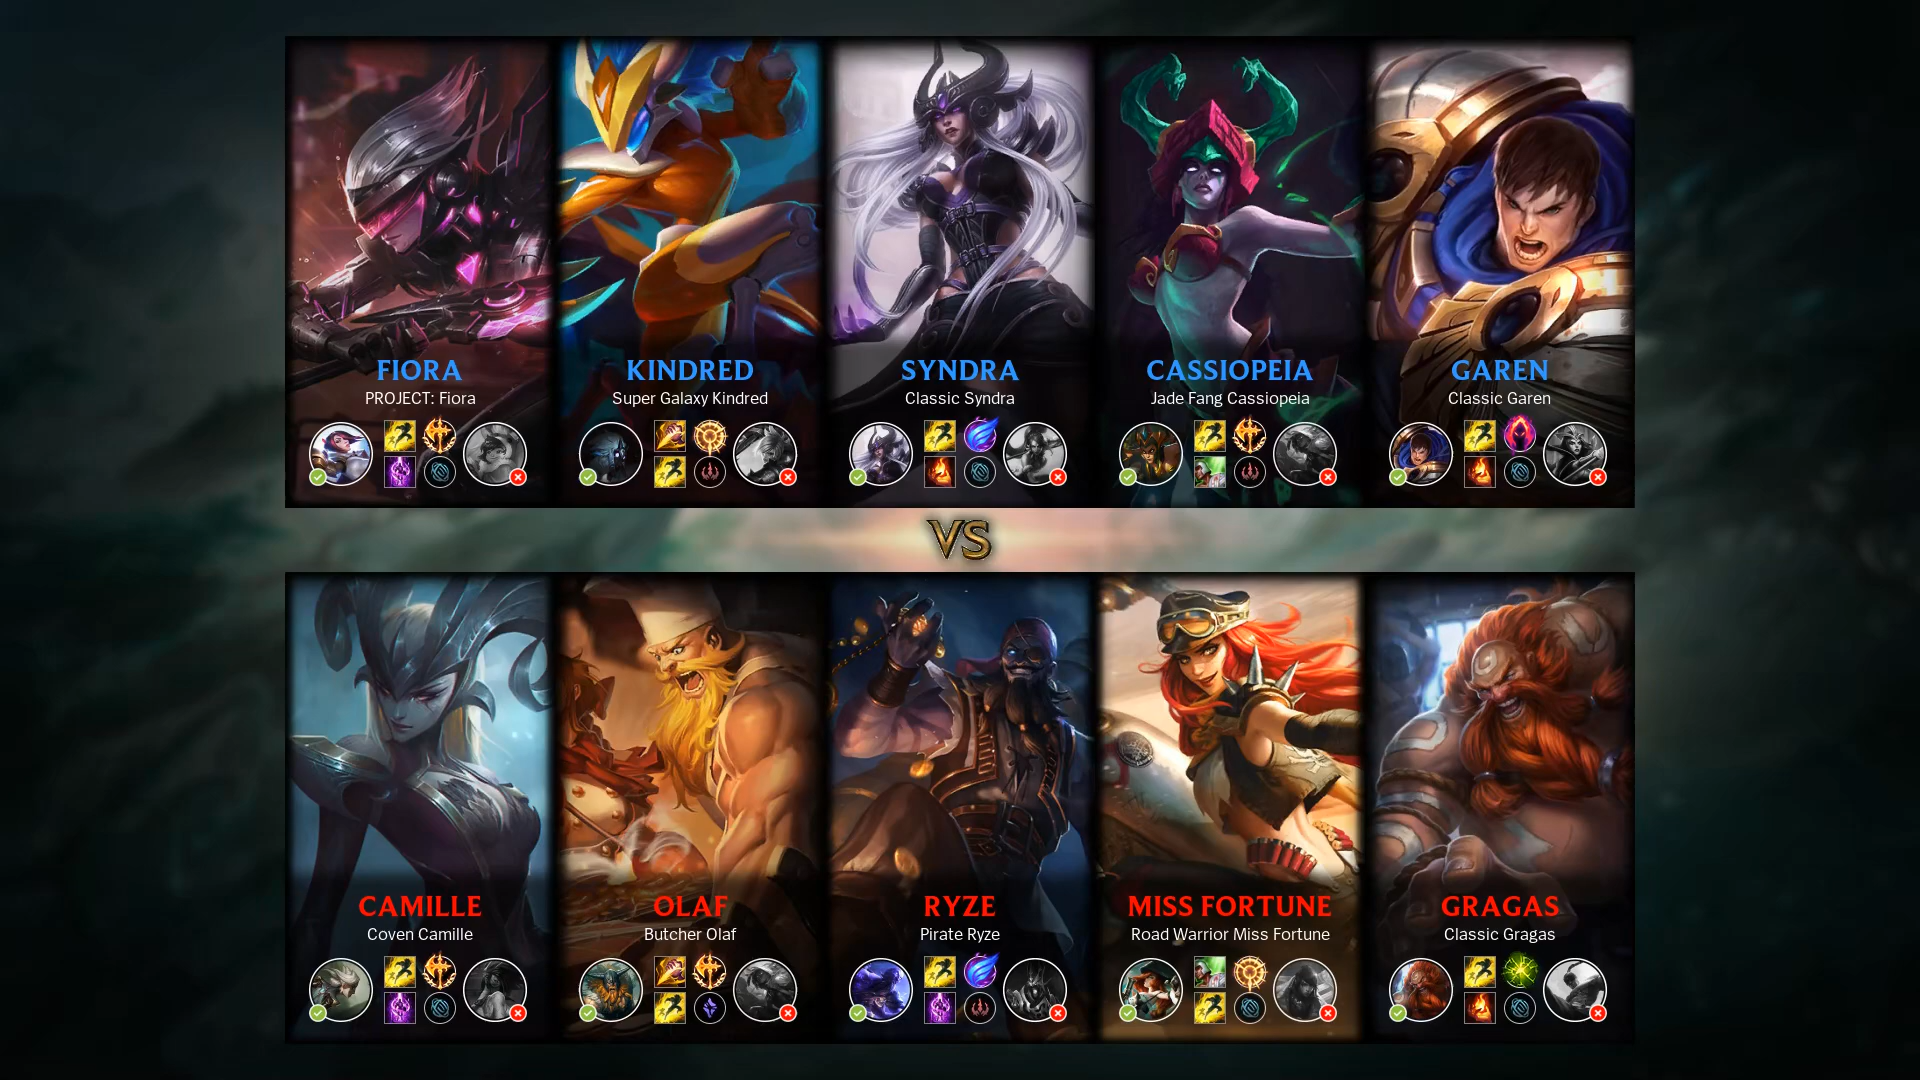 FIORA
PROJECT: Fiora
KINDRED
Super Galaxy Kindred
SYNDRA
Classic Syndra
CASSIOPEIA
Jade Fang Cassiopeia
GAREN
Classic Garen
VS
CAMILLE
Coven Camille
OLAF
Butcher Olaf
RYZE
Pirate Ryze
MISS FORTUNE
Road Warrior Miss Fortune
GRAGAS
Classic Gragas